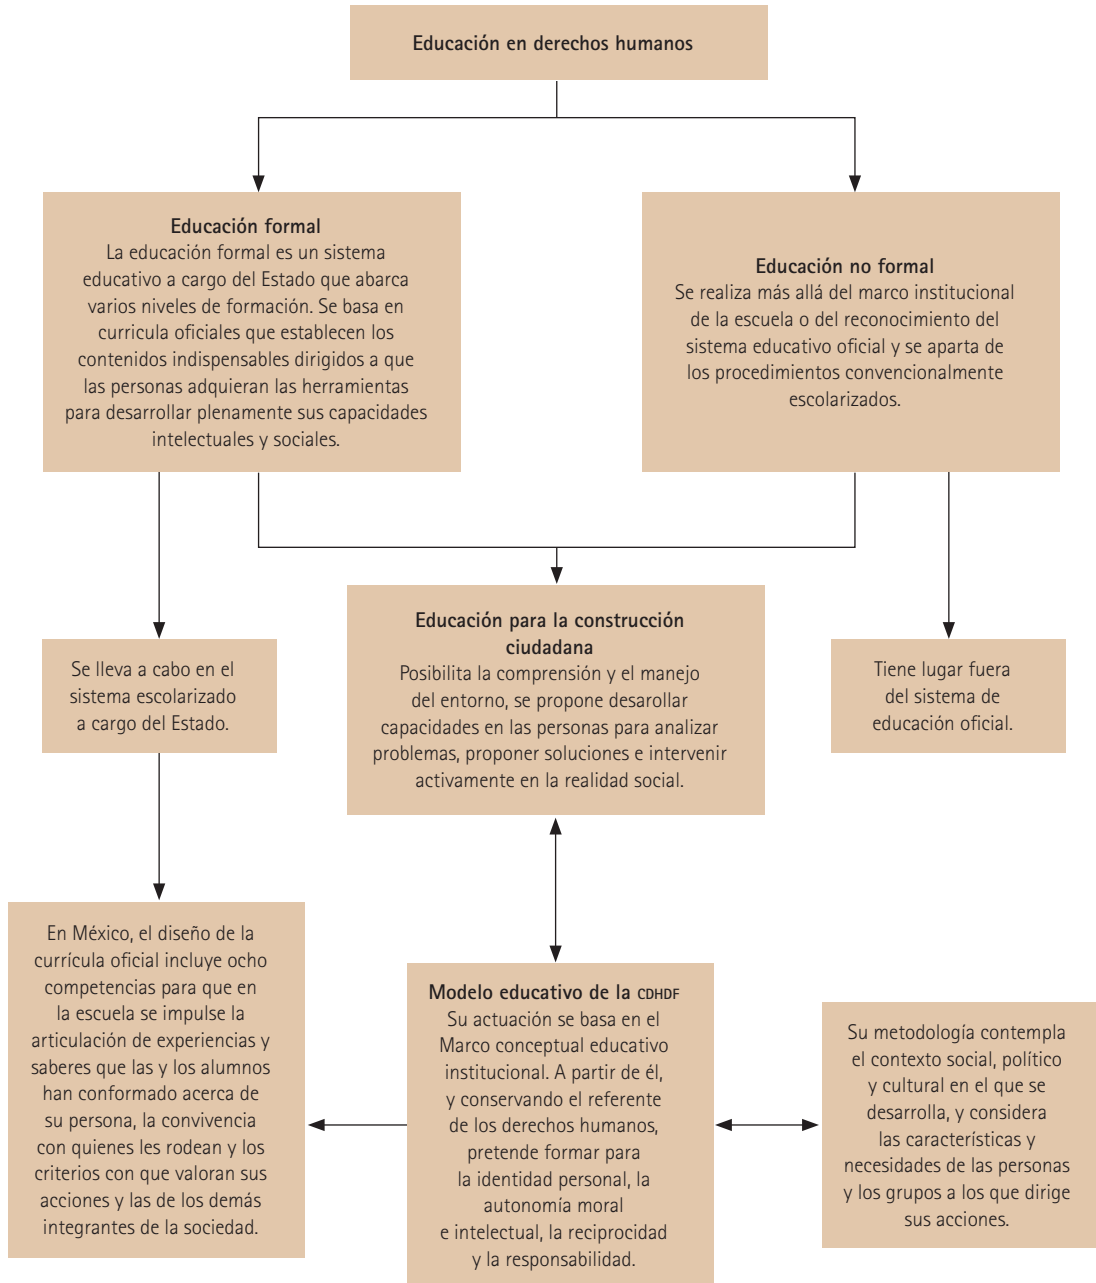 Educación en derechos humanos
Educación formal
La educación formal es un sistema
educativo a cargo del Estado que abarca
varios niveles de formación. Se basa en
curricula oficiales que establecen los
contenidos indispensables dirigidos a que
las personas adquieran las herramientas
para desarrollar plenamente sus capacidades
intelectuales y sociales.
Educación no formal
Se realiza más allá del marco institucional
de la escuela o del reconocimiento del
sistema educativo oficial y se aparta de
los procedimientos convencionalmente
escolarizados.
Se lleva a cabo en el
sistema escolarizado
a cargo del Estado.
Educación para la construcción
ciudadana
Posibilita la comprensión y el manejo
del entorno, se propone desarollar
capacidades en las personas para analizar
problemas, proponer soluciones e intervenir
activamente en la realidad social.
Tiene lugar fuera
del sistema de
educación oficial.
En México, el diseño de la
currícula oficial incluye ocho
competencias para que en
la escuela se impulse la
articulación de experiencias y
saberes que las y los alumnos
han conformado acerca de
su persona, la convivencia
con quienes les rodean y los
criterios con que valoran sus
acciones y las de los demás
integrantes de la sociedad.
Modelo educativo de la CDHDF
Su actuación se basa en el
Marco conceptual educativo
institucional. A partir de él,
y conservando el referente
de los derechos humanos,
pretende formar para
la identidad personal, la
autonomía moral
e intelectual, la reciprocidad
y la responsabilidad.
Su metodología contempla
el contexto social, político
y cultural en el que se
desarrolla, y considera
las características y
necesidades de las personas
y los grupos a los que dirige
sus acciones.